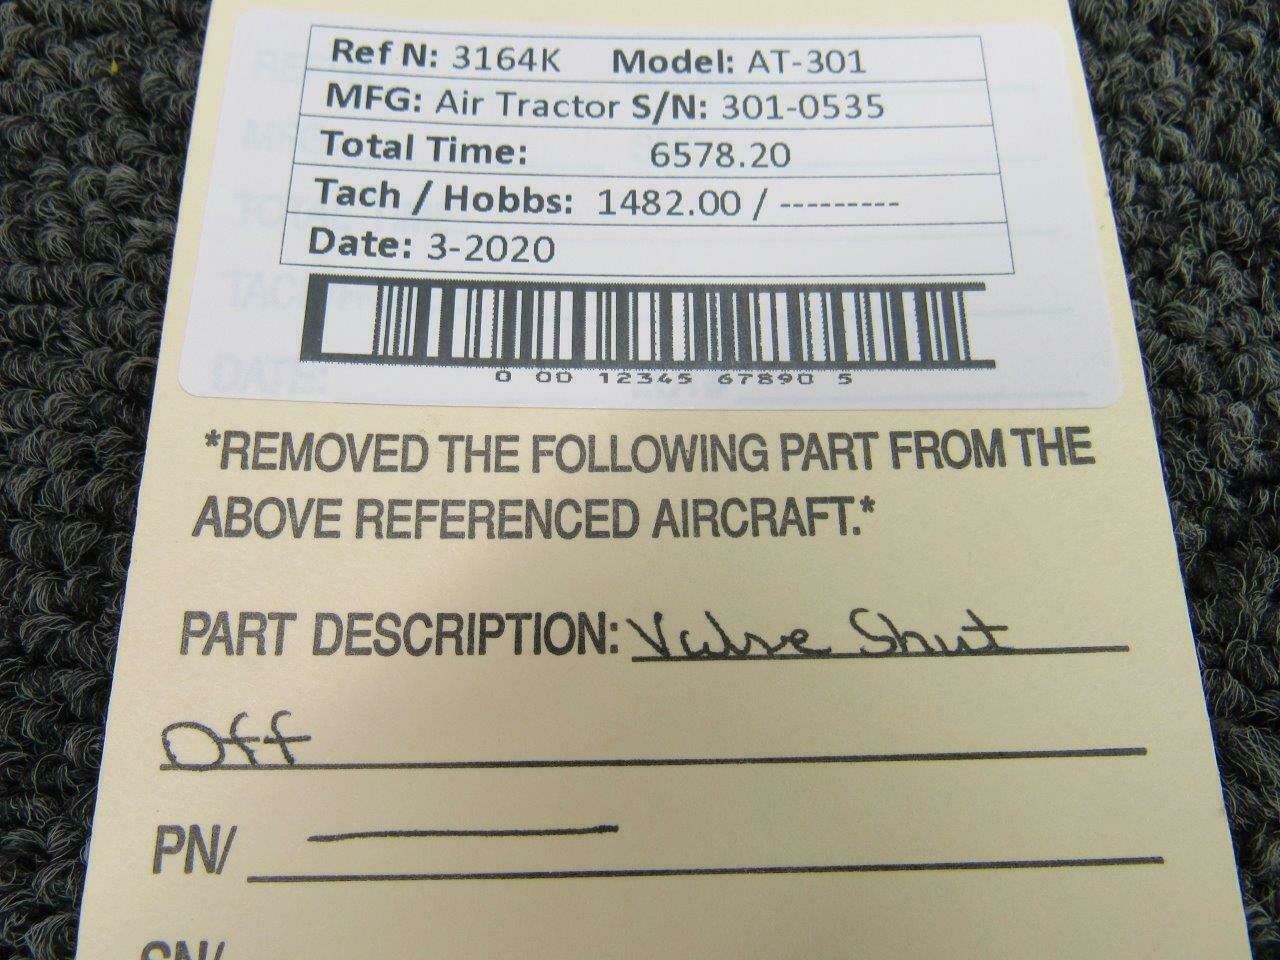 Ref N: 3164K Model: AT-301
MFG: Air Tractor S/N: 301-0535
Total Time: 6578.20
Tach / Hobbs: 1482.00 / ---------
Date: 3-2020
0 00 12345 67890 5
*REMOVED THE FOLLOWING PART FROM THE
ABOVE REFERENCED AIRCRAFT.*
PART DESCRIPTION: Valve Shut
Off
PN/ —
SN/